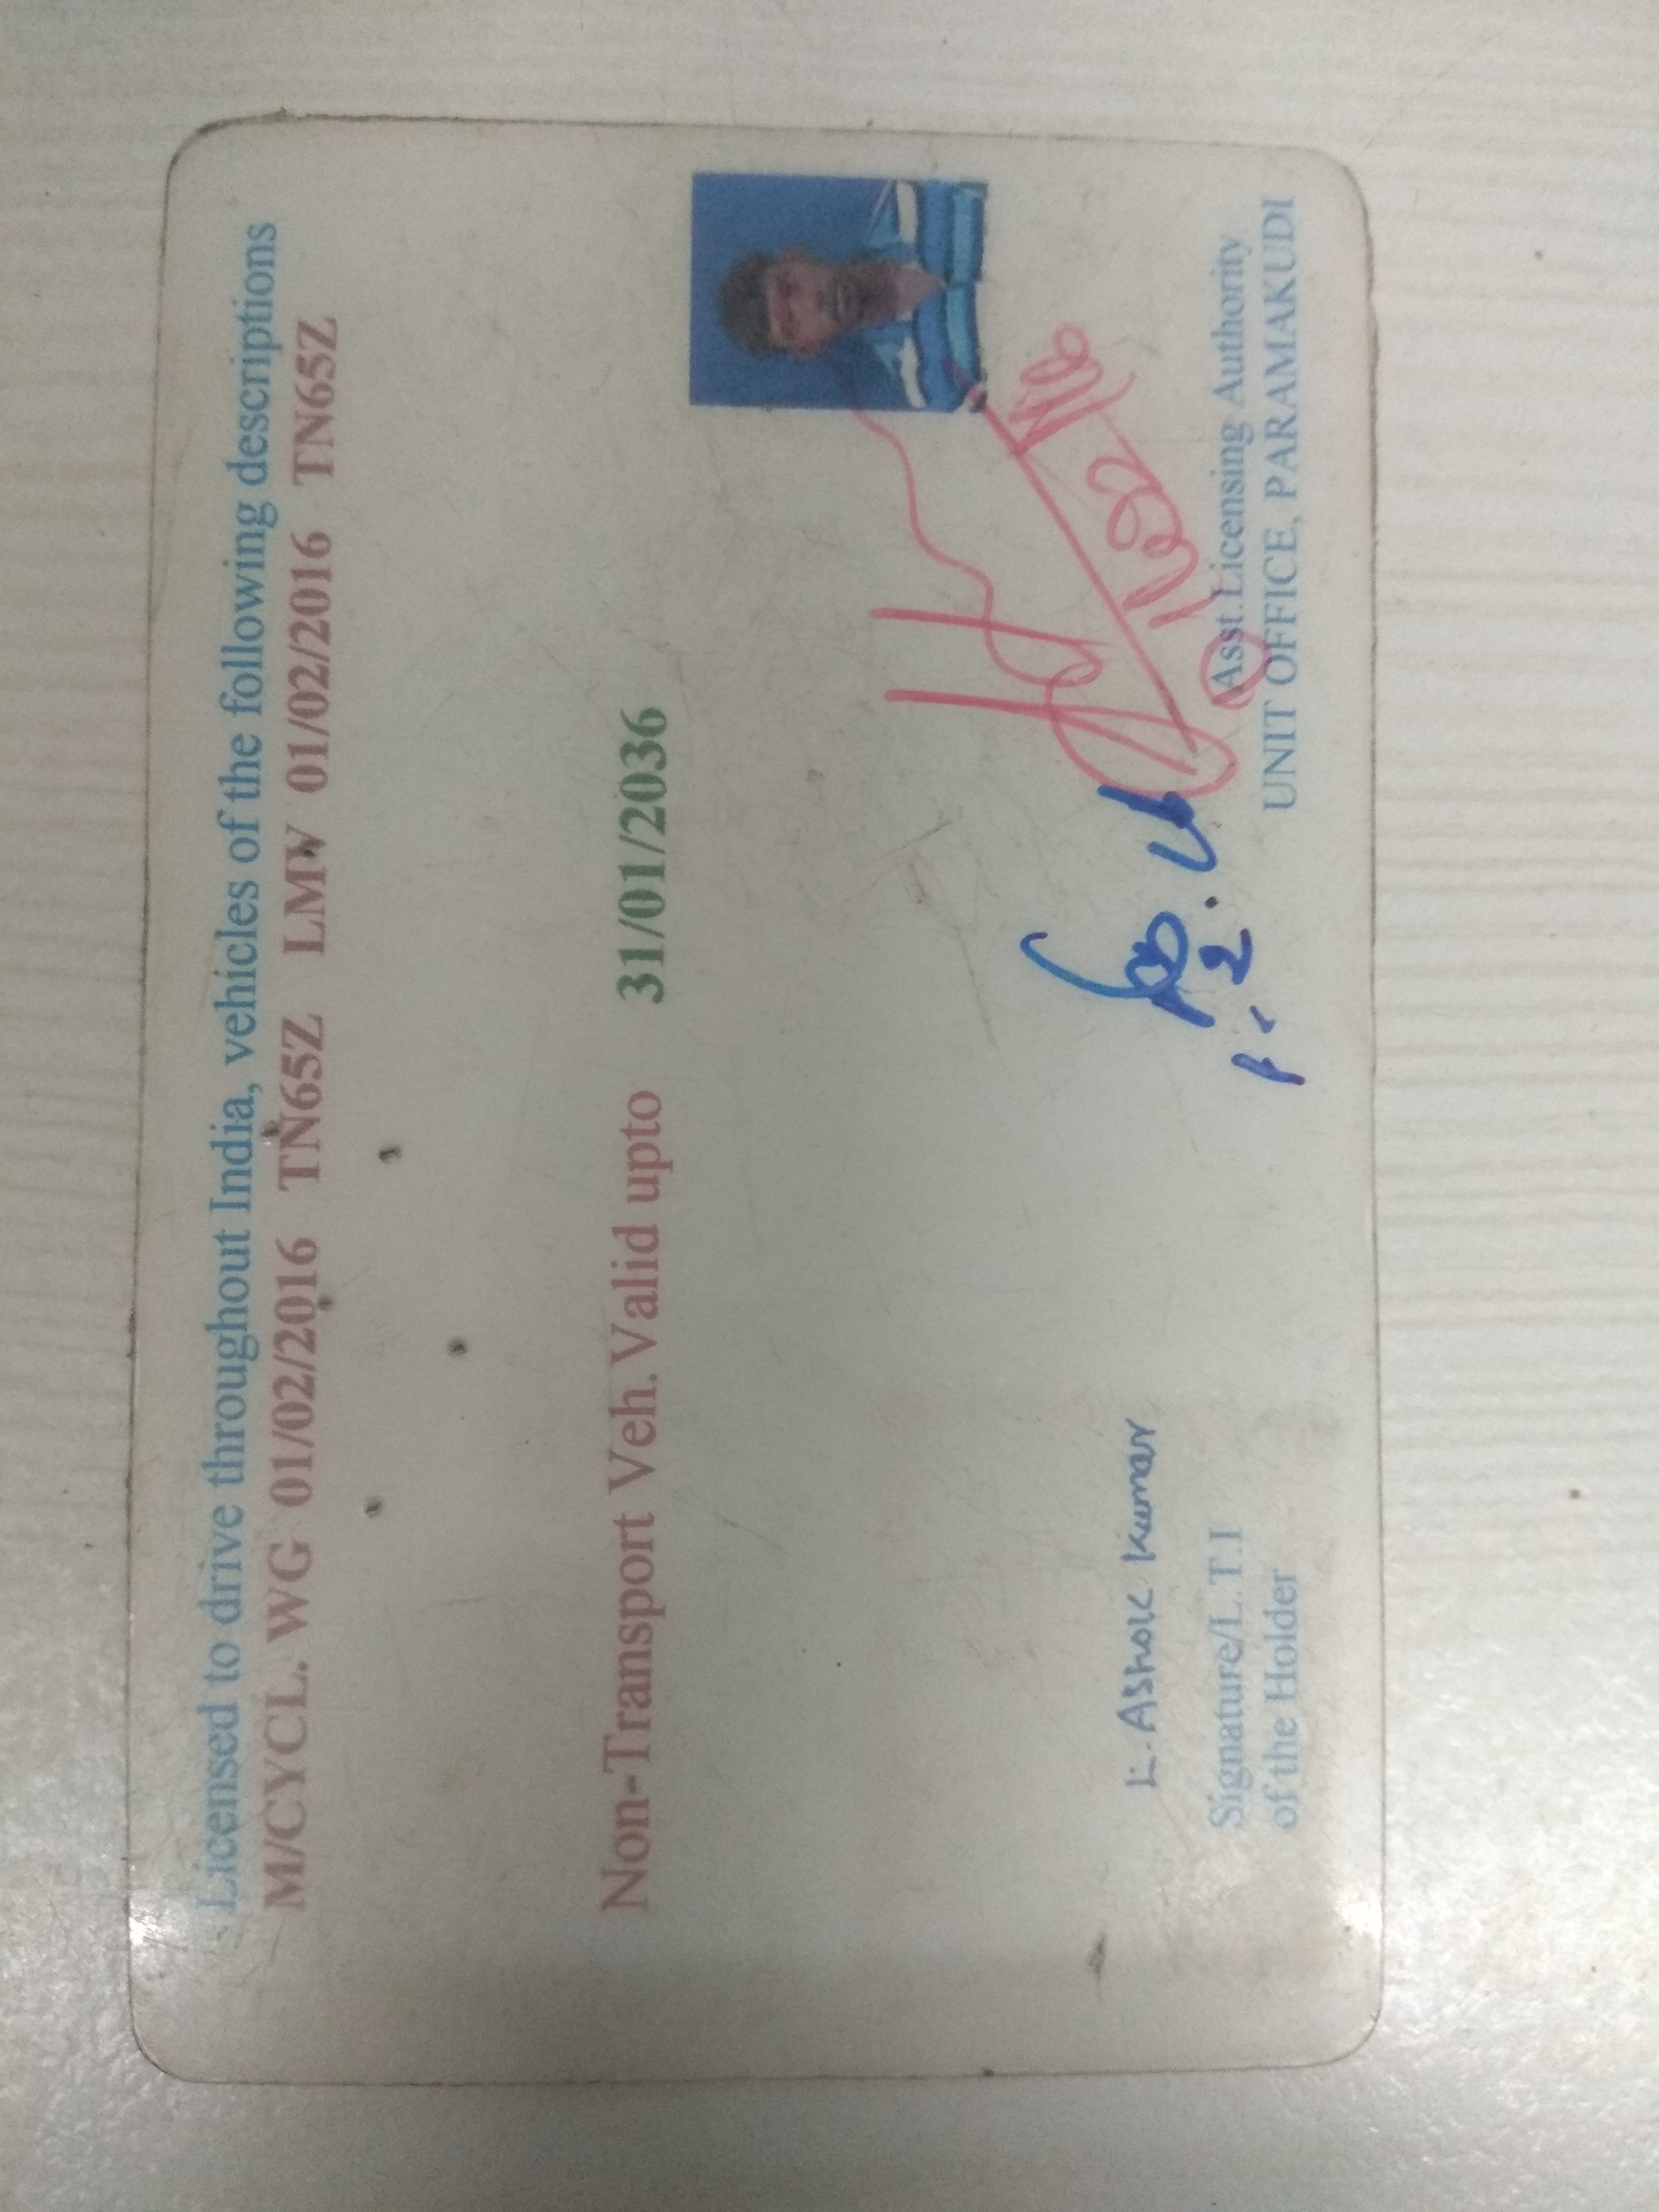 Licensed to drive throughout India, vehicles of the following descriptions
M/CYCL. WG 01/02/2016 TN65Z LMV 01/02/2016 TN65Z
Non-Transport Veh. Valid upto 31/01/2036
Ashok Kumar
Signature/L.T.I
of the Holder
Asst.Licensing Authority
UNIT OFFICE, PARAMAKUDI